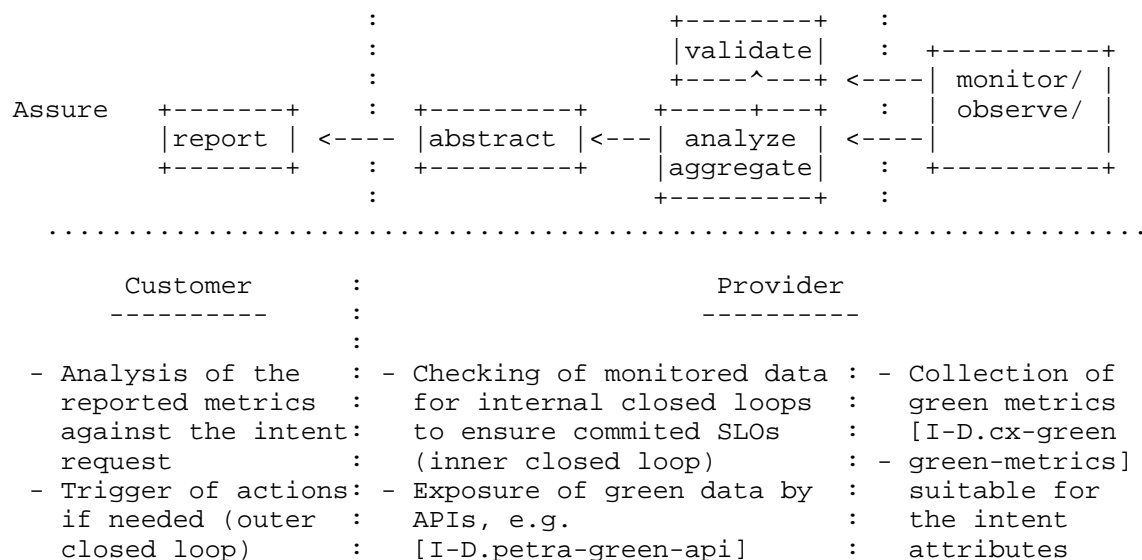 :                  +--------+   :
                       :                  |validate|   :  +----------+
                       :                  +----^---+ <----| monitor/ |
Assure   +-------+     :  +---------+    +-----+---+   :  | observe/ |
         |report | <---- |abstract |<---| analyze | <----|          |
         +-------+     :  +---------+    |aggregate|   :  +----------+
                       :                 +---------+   :
.....................................................................
Customer             :                      Provider
----------           :                     ----------
                     :
- Analysis of the    : - Checking of monitored data : - Collection of
  reported metrics   :   for internal closed loops  :   green metrics
  against the intent:   to ensure commited SLOs    :   [I-D.cx-green
  request            :   (inner closed loop)        : - green-metrics]
- Trigger of actions: - Exposure of green data by  :   suitable for
  if needed (outer   :   APIs, e.g.                 :   the intent
  closed loop)       :   [I-D.petra-green-api]      :   attributes